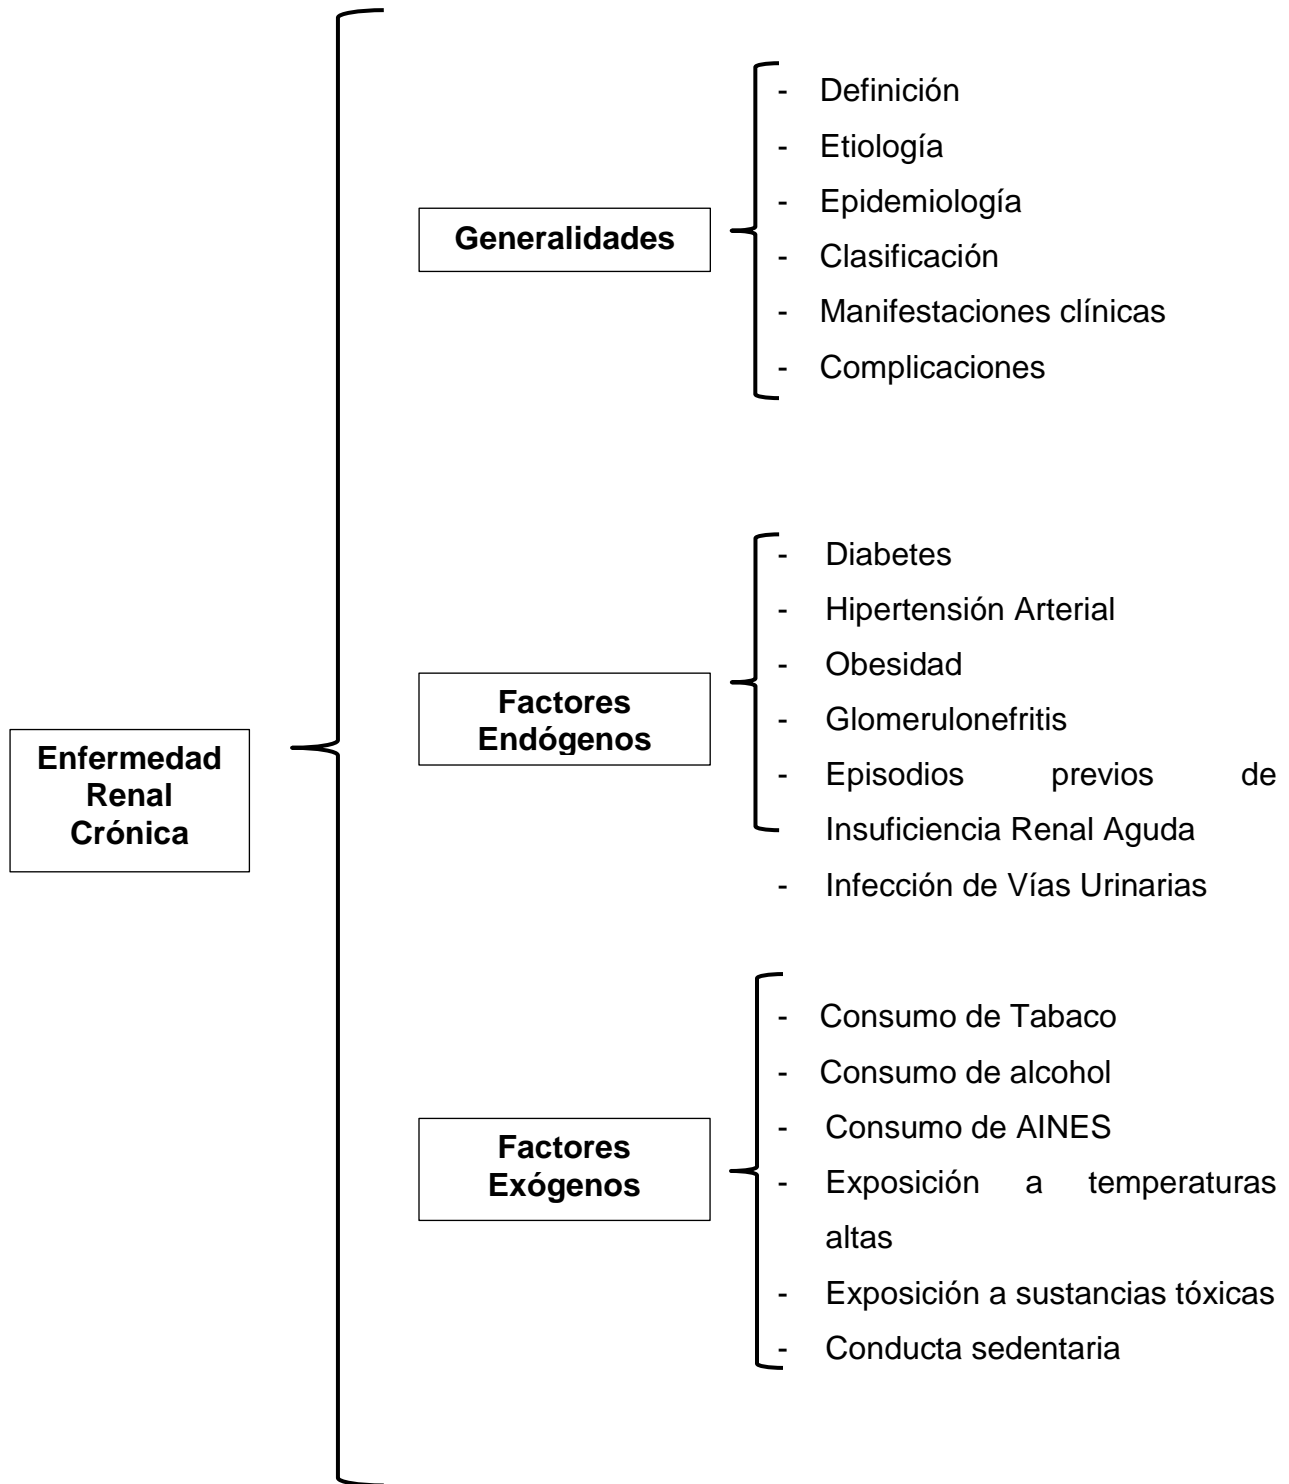 Enfermedad
Renal
Crónica
Generalidades
- Definición
- Etiología
- Epidemiología
- Clasificación
- Manifestaciones clínicas
- Complicaciones
Factores
Endógenos
- Diabetes
- Hipertensión Arterial
- Obesidad
- Glomerulonefritis
- Episodios previos de
Insuficiencia Renal Aguda
- Infección de Vías Urinarias
Factores
Exógenos
- Consumo de Tabaco
- Consumo de alcohol
- Consumo de AINES
- Exposición a temperaturas
altas
- Exposición a sustancias tóxicas
- Conducta sedentaria